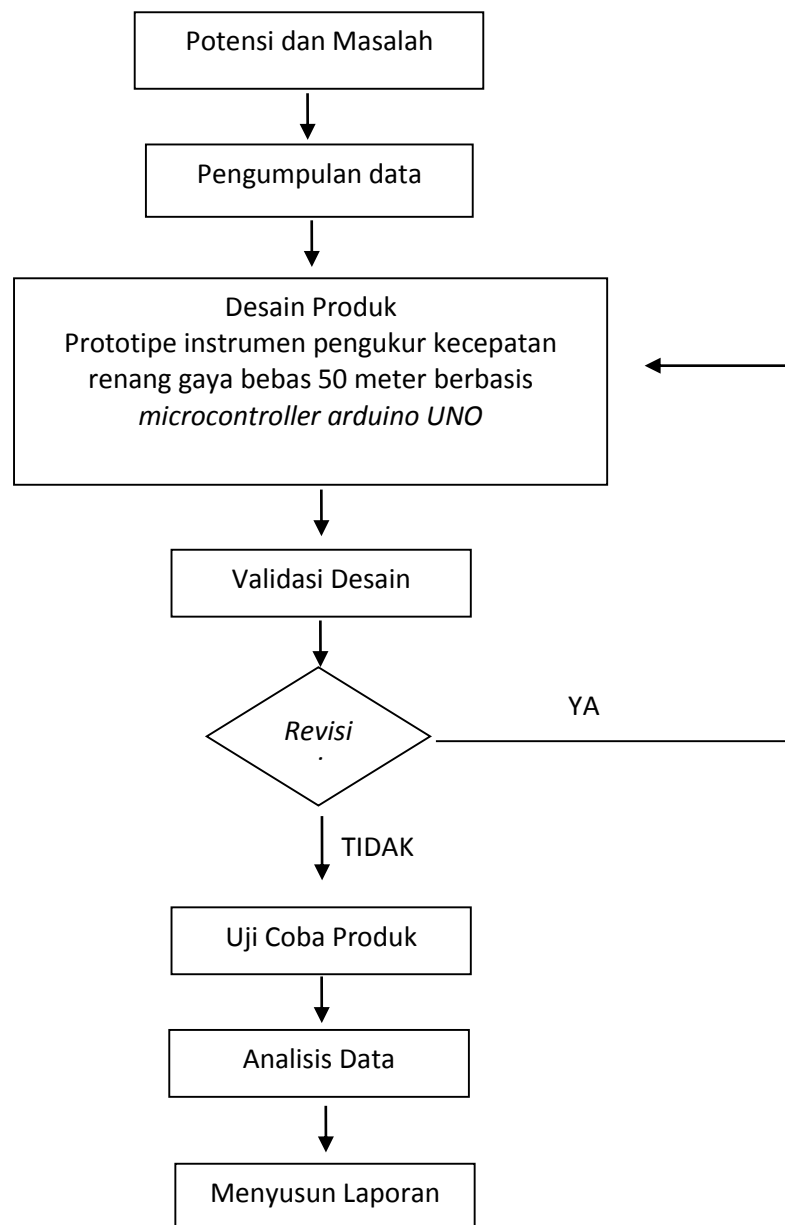 Potensi dan Masalah
Pengumpulan data
Desain Produk
Prototipe instrumen pengukur kecepatan
renang gaya bebas 50 meter berbasis
microcontroller arduino UNO
Validasi Desain
Revisi
YA
TIDAK
Uji Coba Produk
Analisis Data
Menyusun Laporan